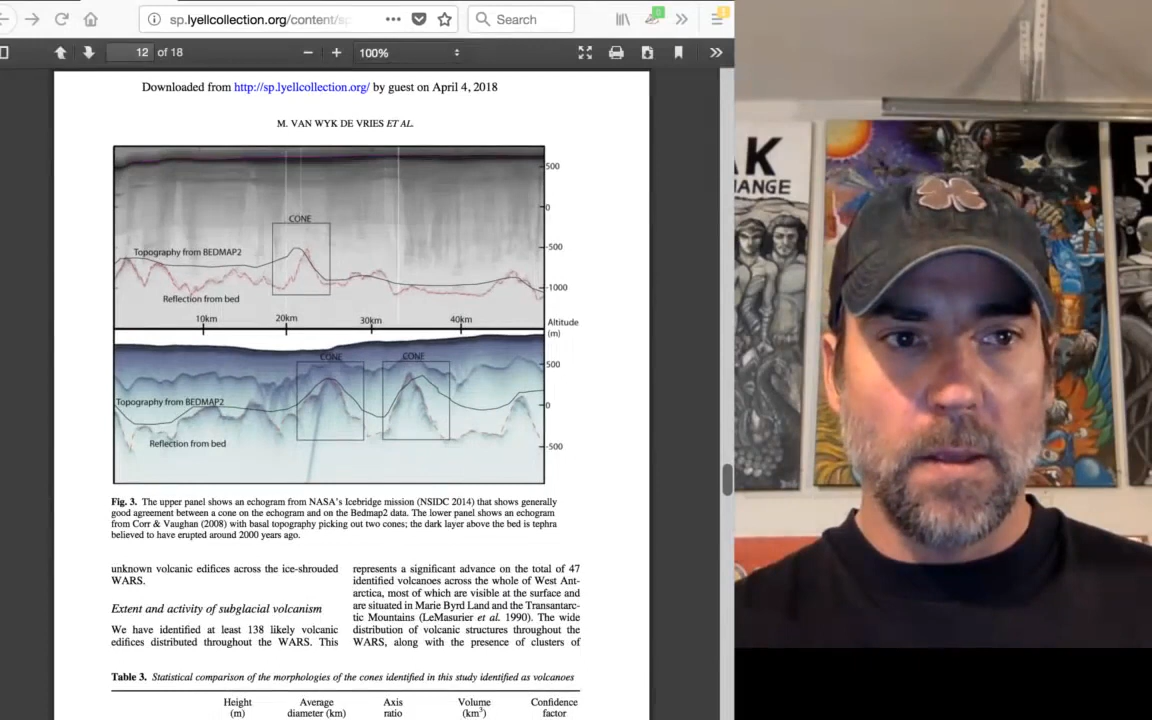 sp.lyellcollection.org/content/sp
Search
12 of 18
100%
Downloaded from http://sp.lyellcollection.org/ by guest on April 4, 2018
M. VAN WYK DE VRIES ET AL.
500
CONE
0
Topography from BEDMAP2
-500
Reflection from bed
-1000
10km
20km
30km
40km
Altitude
(m)
CONE
CONE
500
Topography from BEDMAP2
0
Reflection from bed
-500
Fig. 3. The upper panel shows an echogram from NASA's Icebridge mission (NSIDC 2014) that shows generally
good agreement between a cone on the echogram and on the Bedmap2 data. The lower panel shows an echogram
from Corr & Vaughan (2008) with basal topography picking out two cones; the dark layer above the bed is tephra
believed to have erupted around 2000 years ago.
unknown volcanic edifices across the ice-shrouded
WARS.
Extent and activity of subglacial volcanism
We have identified at least 138 likely volcanic
edifices distributed throughout the WARS. This
represents a significant advance on the total of 47
identified volcanoes across the whole of West Ant-
arctica, most of which are visible at the surface and
are situated in Marie Byrd Land and the Transantarc-
tic Mountains (LeMasurier et al. 1990). The wide
distribution of volcanic structures throughout the
WARS, along with the presence of clusters of
Table 3. Statistical comparison of the morphologies of the cones identified in this study identified as volcanoes
Height
(m)
Average
diameter (km)
Axis
ratio
Volume
(km³)
Confidence
factor
AK
ANGE